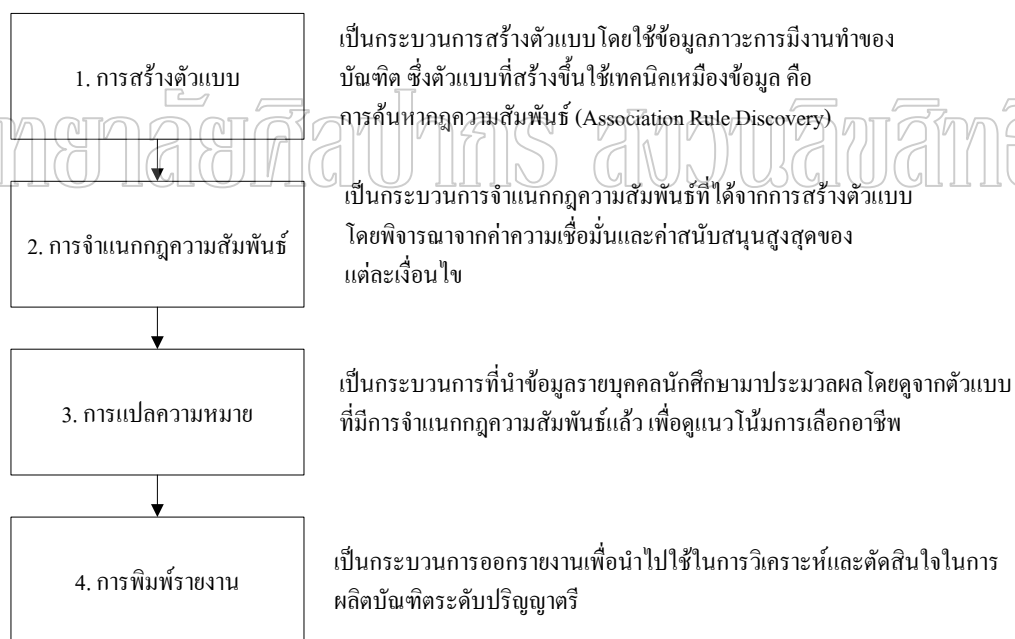 1. การสร้างตัวแบบ
เป็นกระบวนการสร้างตัวแบบโดยใช้ข้อมูลภาวะการมีงานทำของ
บัณฑิต ซึ่งตัวแบบที่สร้างขึ้นใช้เทคนิคเหมืองข้อมูล คือ
การค้นหากฎความสัมพันธ์ (Association Rule Discovery)
ทยาลัยศิลปากร สงวนลิขสิทธิ
2. การจำแนกกฎความสัมพันธ์
เป็นกระบวนการจำแนกกฎความสัมพันธ์ที่ได้จากการสร้างตัวแบบ
โดยพิจารณาจากค่าความเชื่อมั่นและค่าสนับสนุนสูงสุดของ
แต่ละเงื่อนไข
3. การแปลความหมาย
เป็นกระบวนการที่นำข้อมูลรายบุคคลนักศึกษามาประมวลผลโดยดูจากตัวแบบ
ที่มีการจำแนกกฎความสัมพันธ์แล้ว เพื่อดูแนวโน้มการเลือกอาชีพ
4. การพิมพ์รายงาน
เป็นกระบวนการออกรายงานเพื่อนำไปใช้ในการวิเคราะห์และตัดสินใจในการ
ผลิตบัณฑิตระดับปริญญาตรี